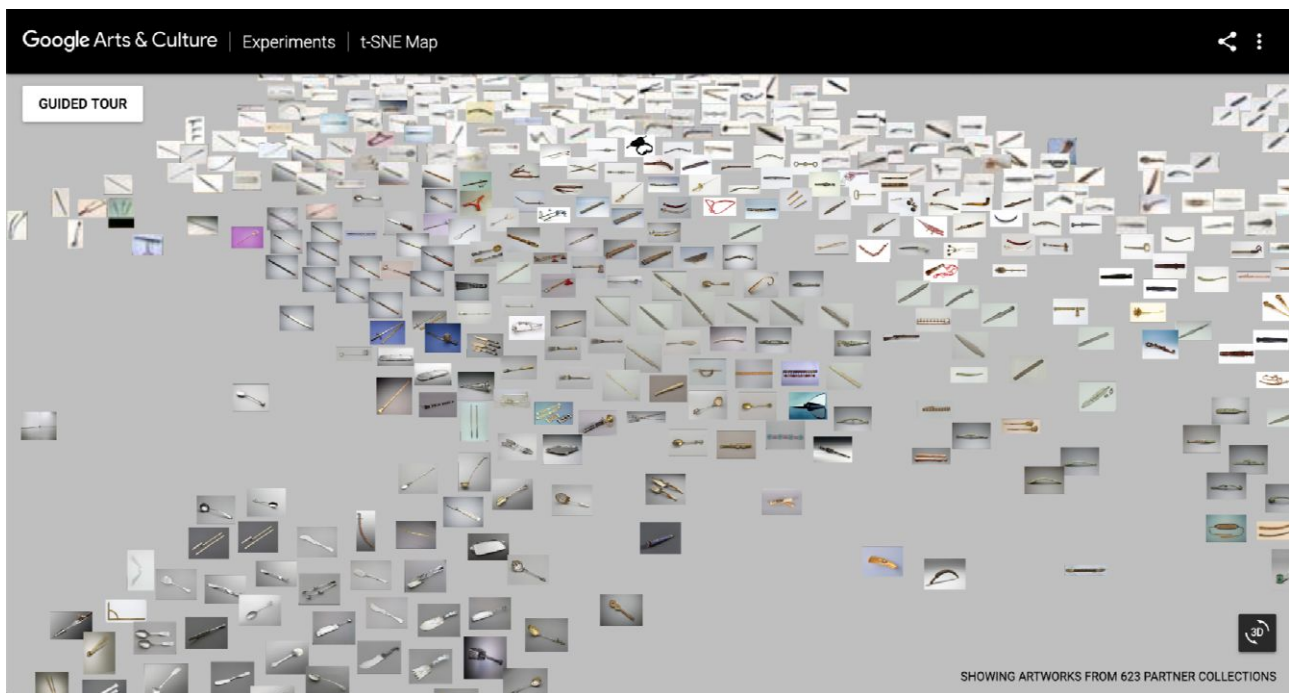 Google Arts & Culture | Experiments | t-SNE Map
GUIDED TOUR
3D
SHOWING ARTWORKS FROM 623 PARTNER COLLECTIONS